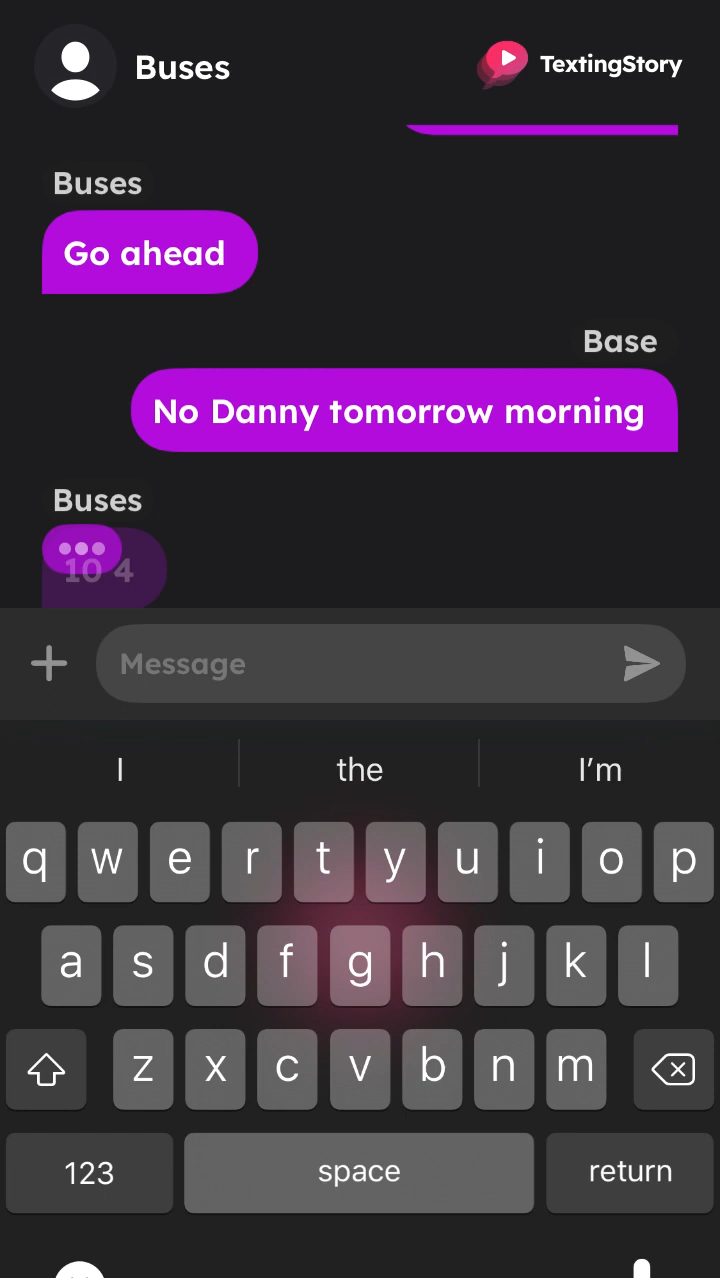 Buses
TextingStory
Buses
Go ahead
Base
No Danny tomorrow morning
Buses
10 4
Message
I the I'm
q w e r t y u i o p
a s d f g h j k l
z x c v b n m
123 space return